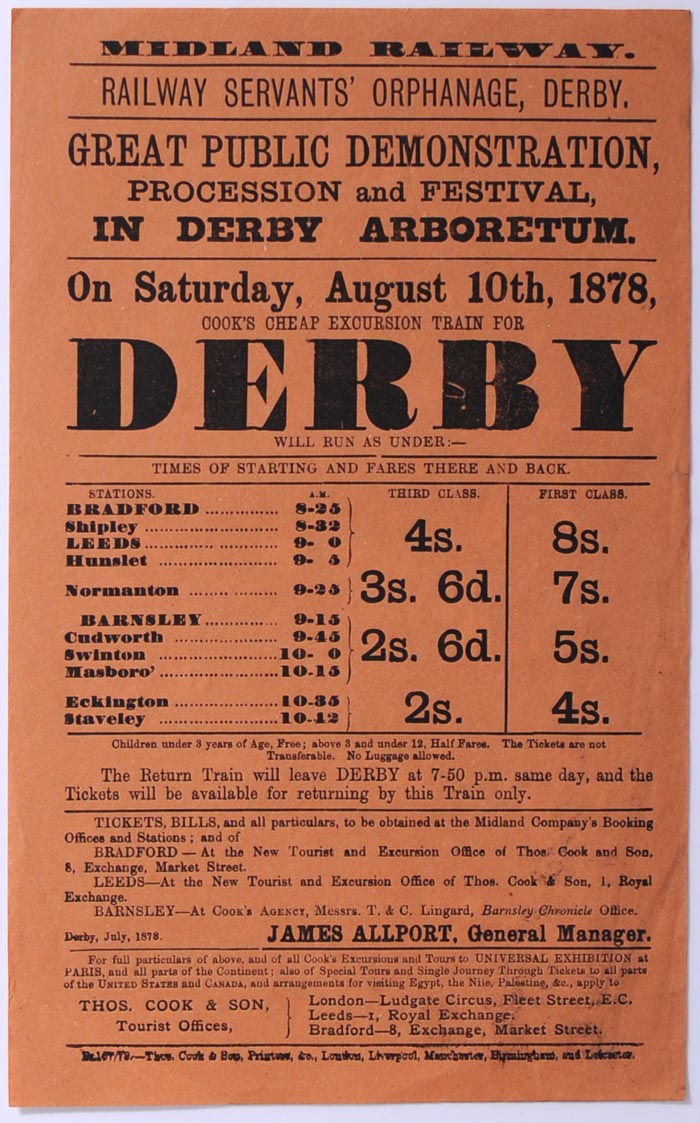 MIDLAND RAILWAY.
RAILWAY SERVANTS' ORPHANAGE, DERBY.
GREAT PUBLIC DEMONSTRATION,
PROCESSION and FESTIVAL,
IN DERBY ARBORETUM.
On Saturday, August 10th, 1878,
COOK'S CHEAP EXCURSION TRAIN FOR
DERBY
WILL RUN AS UNDER:—
TIMES OF STARTING AND FARES THERE AND BACK.
STATIONS. A.M. THIRD CLASS. FIRST CLASS.
BRADFORD .............. 8-25
Shipley ...................... 8-32
LEEDS...................... 9- 0
Hunslet .................... 9- 5
4s. 8s.
Normanton ........ ......... 9-25 3s. 6d. 7s.
BARNSLEY.............. 9-15
Cudworth .................. 9-45
Swinton .....................10- 0
Masboro' .....................10-15
2s. 6d. 5s.
Eckington ..................10-35
Staveley .....................10-42
2s. 4s.
Children under 3 years of Age, Free; above 3 and under 12, Half Fares. The Tickets are not
Transferable. No Luggage allowed.
The Return Train will leave DERBY at 7-50 p.m. same day, and the
Tickets will be available for returning by this Train only.
TICKETS, BILLS, and all particulars, to be obtained at the Midland Company's Booking
Offices and Stations; and of
BRADFORD — At the New Tourist and Excursion Office of Thos. Cook and Son,
8, Exchange, Market Street.
LEEDS—At the New Tourist and Excursion Office of Thos. Cook & Son, 1, Royal
Exchange.
BARNSLEY—At Cook's Agency, Messrs. T. & C. Lingard, Barnsley Chronicle Office.
Derby, July, 1878. JAMES ALLPORT, General Manager.
For full particulars of above, and of all Cook's Excursions and Tours to UNIVERSAL EXHIBITION at
PARIS, and all parts of the Continent; also of Special Tours and Single Journey Through Tickets to all parts
of the United States and Canada, and arrangements for visiting Egypt, the Nile, Palestine, &c., apply to
THOS. COOK & SON,
Tourist Offices,
London—Ludgate Circus, Fleet Street, E.C.
Leeds—1, Royal Exchange.
Bradford—8, Exchange, Market Street.
Thos. Cook & Son, Printers, &c., London, Liverpool, Manchester, Birmingham, and Leicester.